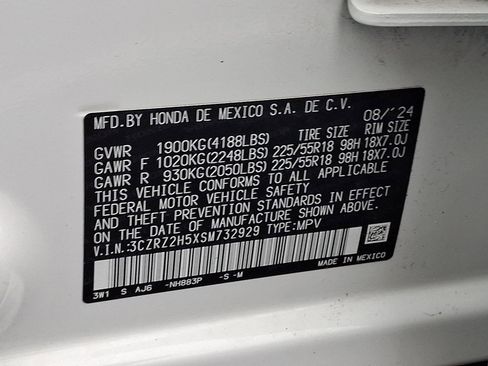 MFD.BY HONDA DE MEXICO S.A. DE C.V. 08/'24
TIRE SIZE RIM SIZE
GVWR 1900KG(4188LBS)
GAWR F 1020KG(2248LBS) 225/55R18 98H 18X7.0J
GAWR R 930KG(2050LBS) 225/55R18 98H 18X7.0J
THIS VEHICLE CONFORMS TO ALL APPLICABLE
FEDERAL MOTOR VEHICLE SAFETY
AND THEFT PREVENTION STANDARDS IN EFFECT
ON THE DATE OF MANUFACTURE SHOWN ABOVE.
V.I.N.:3CZRZ2H5XSM732929 TYPE:MPV
3W1 S AJ6 -NH883P -S -M MADE IN MEXICO